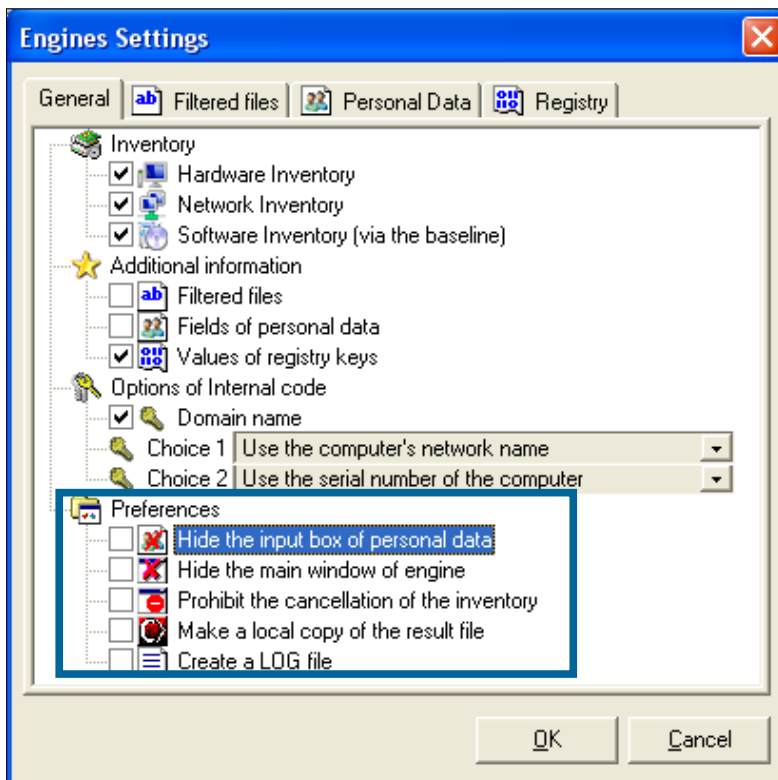 Engines Settings
General ab Filtered files Personal Data Registry
Inventory
Hardware Inventory
Network Inventory
Software Inventory (via the baseline)
Additional information
ab Filtered files
Fields of personal data
Values of registry keys
Options of Internal code
Domain name
Choice 1 Use the computer's network name
Choice 2 Use the serial number of the computer
Preferences
Hide the input box of personal data
Hide the main window of engine
Prohibit the cancellation of the inventory
Make a local copy of the result file
Create a LOG file
OK Cancel